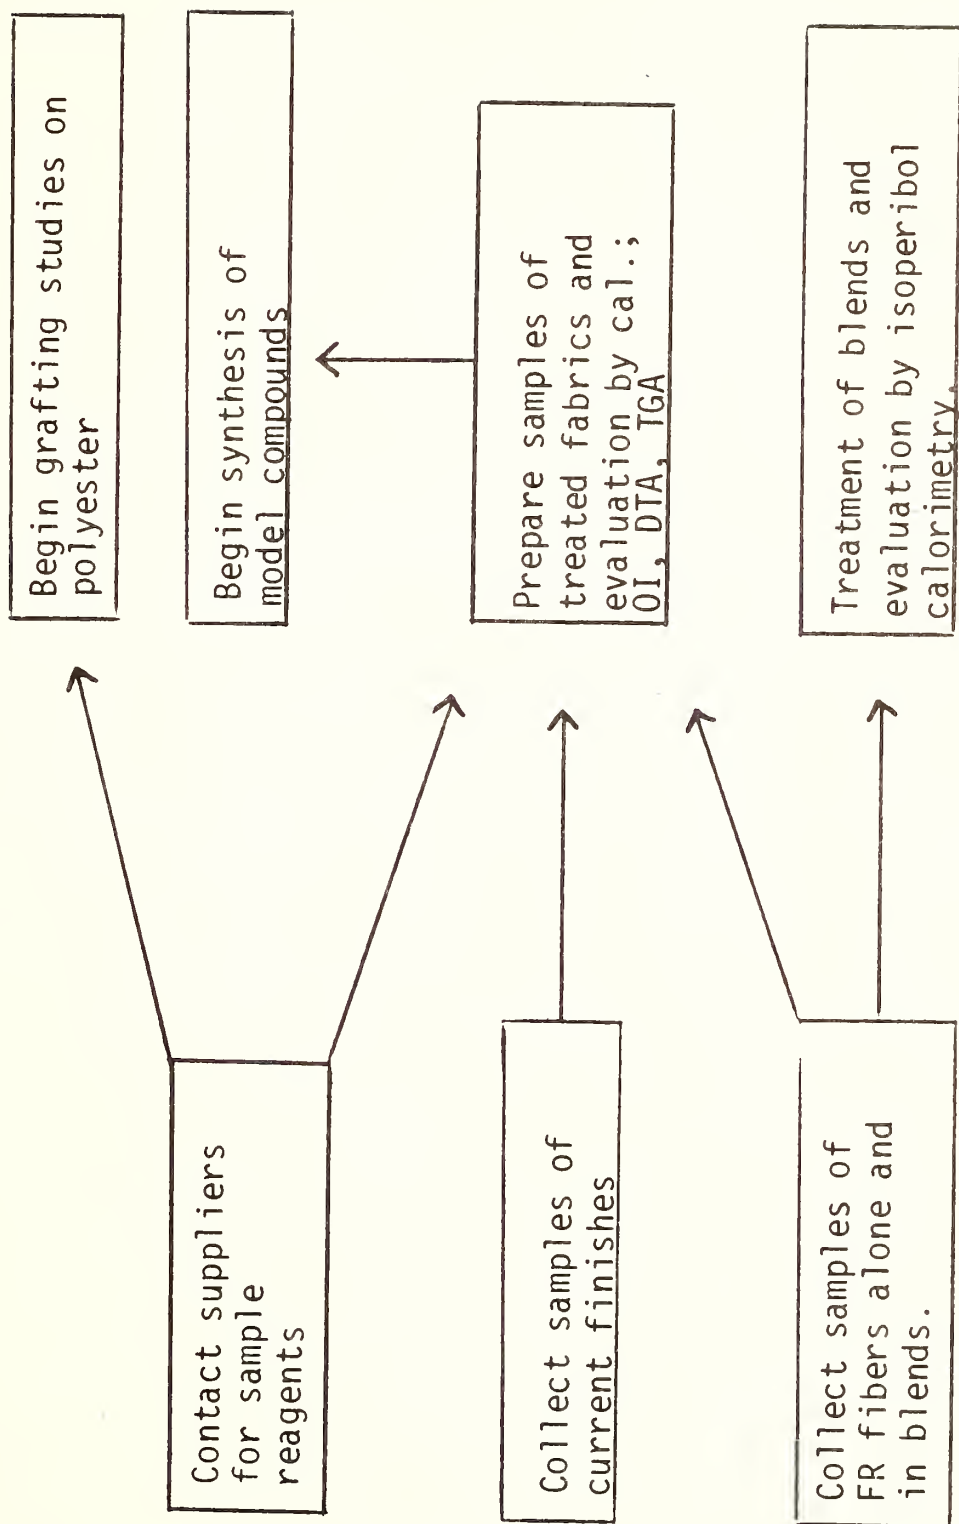 Contact suppliers
for sample
reagents
Collect samples of
current finishes
Collect samples of
FR fibers alone and
in blends.
Begin grafting studies on
polyester
Begin synthesis of
model compounds
Prepare samples of
treated fabrics and
evaluation by cal.;
OI, DTA, TGA
Treatment of blends and
evaluation by isoperibol
calorimetry.